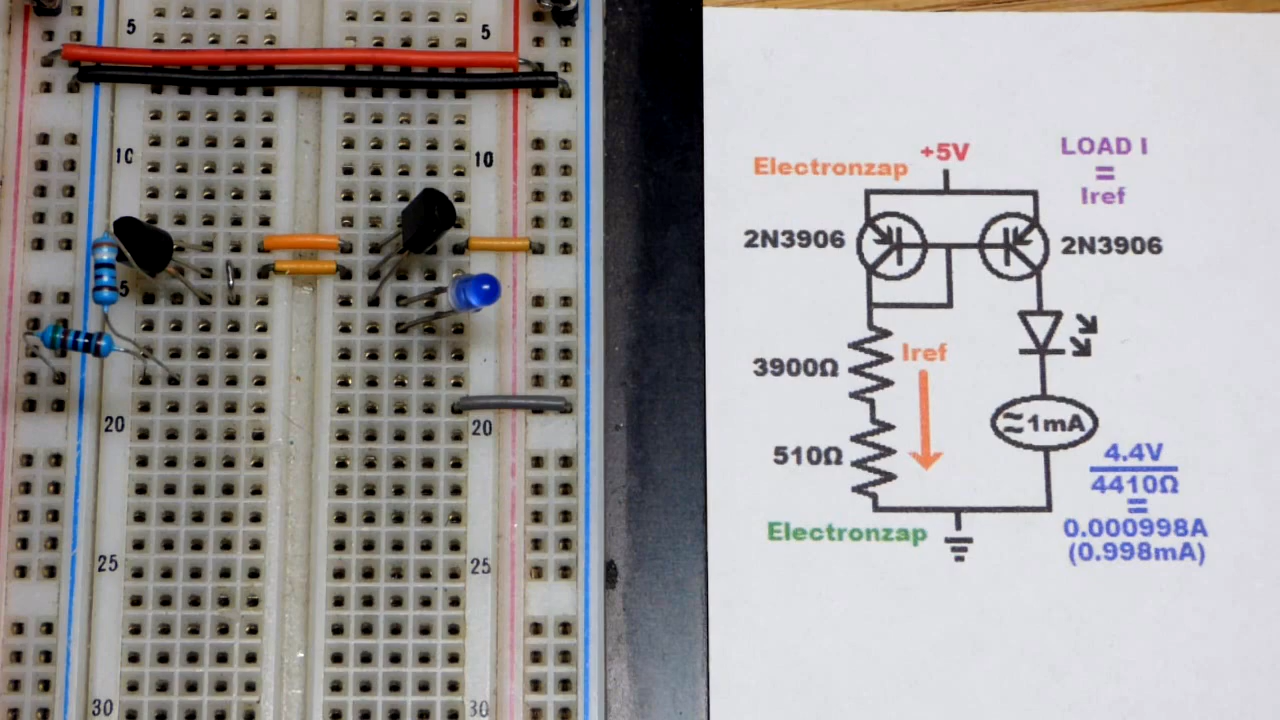 5
5
10
10
5
20
20
25
25
30
30
+5V
LOAD I
=
Iref
Electronzap
2N3906
2N3906
3900Ω
Iref
510Ω
≈1mA
4.4V
4410Ω
=
0.000998A
(0.998mA)
Electronzap